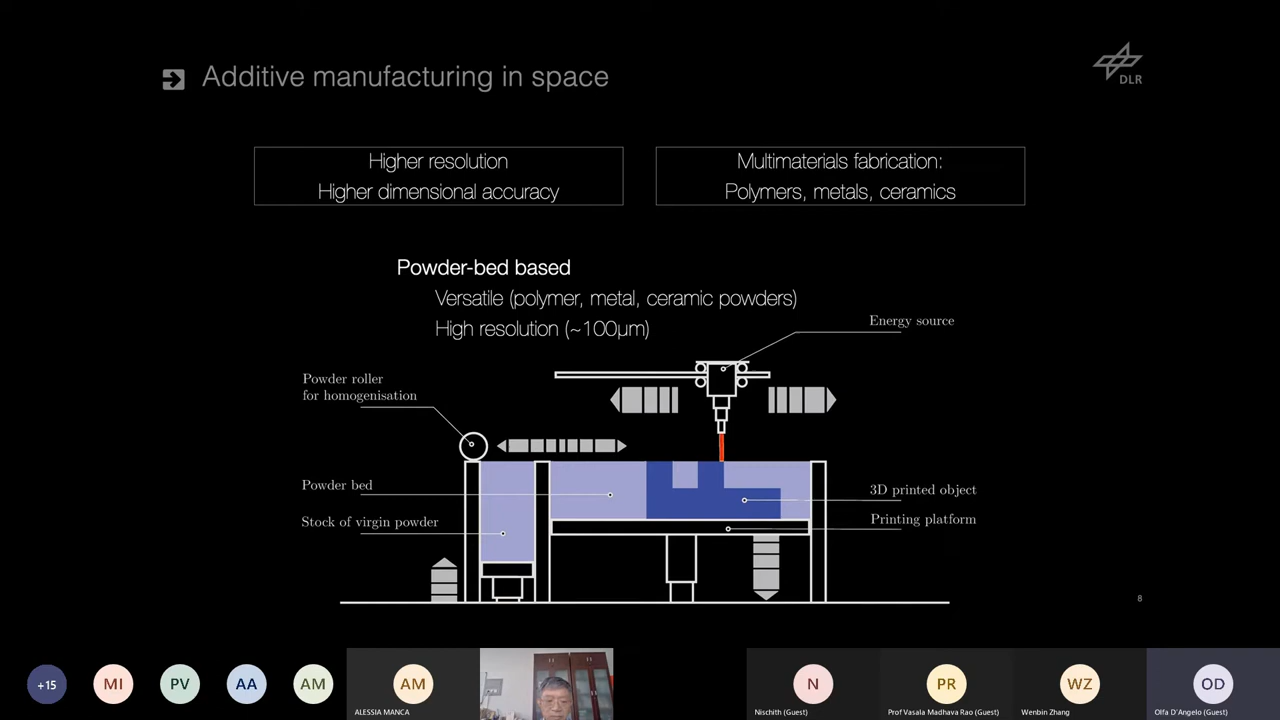 Additive manufacturing in space
DLR
Higher resolution
Higher dimensional accuracy
Multimaterials fabrication:
Polymers, metals, ceramics
Powder-bed based
Versatile (polymer, metal, ceramic powders)
High resolution (~100µm)
Energy source
Powder roller
for homogenisation
Powder bed
Stock of virgin powder
3D printed object
Printing platform
8
+15
MI
PV
AA
AM
AM
ALESSIA MANCA
N
Nischith (Guest)
PR
Prof Vasala Madhava Rao (Guest)
WZ
Wenbin Zhang
OD
Olfa D'Angelo (Guest)